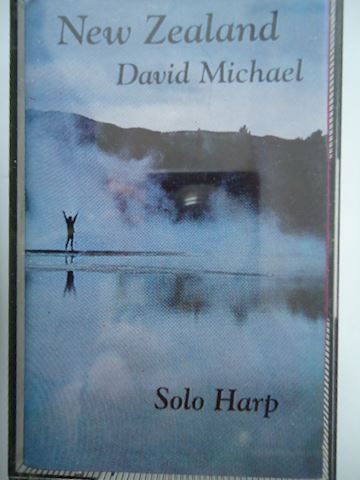 New Zealand
David Michael
Solo Harp